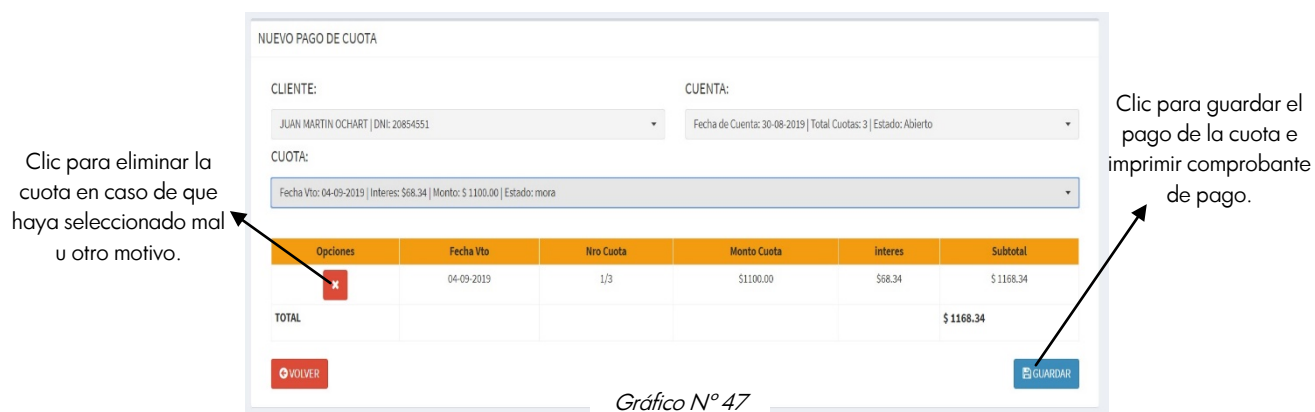 NUEVO PAGO DE CUOTA
CLIENTE:
CUENTA:
JUAN MARTIN OCHART | DNI: 20854551
Fecha de Cuenta: 30-08-2019 | Total Cuotas: 3 | Estado: Abierto
CUOTA:
Fecha Vto: 04-09-2019 | Interes: $68.34 | Monto: $ 1100.00 | Estado: mora
Opciones Fecha Vto Nro Cuota Monto Cuota interes Subtotal
04-09-2019 1/3 $1100.00 $68.34 $ 1168.34
TOTAL $ 1168.34
VOLVER
GUARDAR
Clic para eliminar la
cuota en caso de que
haya seleccionado mal
u otro motivo.
Clic para guardar el
pago de la cuota e
imprimir comprobante
de pago.
Gráfico N° 47